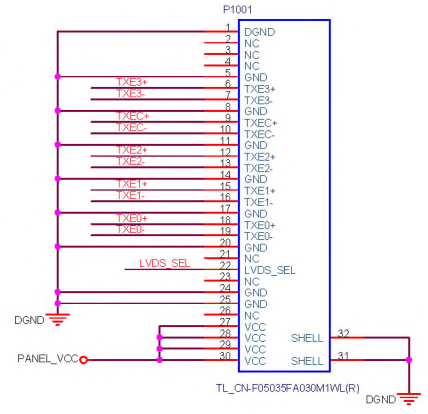 P1001
1 DGND
2 NC
3 NC
4 NC
5 GND
TXE3+ 6 TXE3+
TXE3- 7 TXE3-
8 GND
TXEC+ 9 TXEC+
TXEC- 10 TXEC-
11 GND
TXE2+ 12 TXE2+
TXE2- 13 TXE2-
14 GND
TXE1+ 15 TXE1+
TXE1- 16 TXE1-
17 GND
TXE0+ 18 TXE0+
TXE0- 19 TXE0-
20 GND
21 NC
LVDS_SEL 22 LVDS_SEL
23 NC
24 GND
25 GND
26 NC
DGND
27 VCC
28 VCC SHELL 32
29 VCC
PANEL_VCC 30 VCC SHELL 31
TL_CN-F05035FA030M1WL(R)
DGND